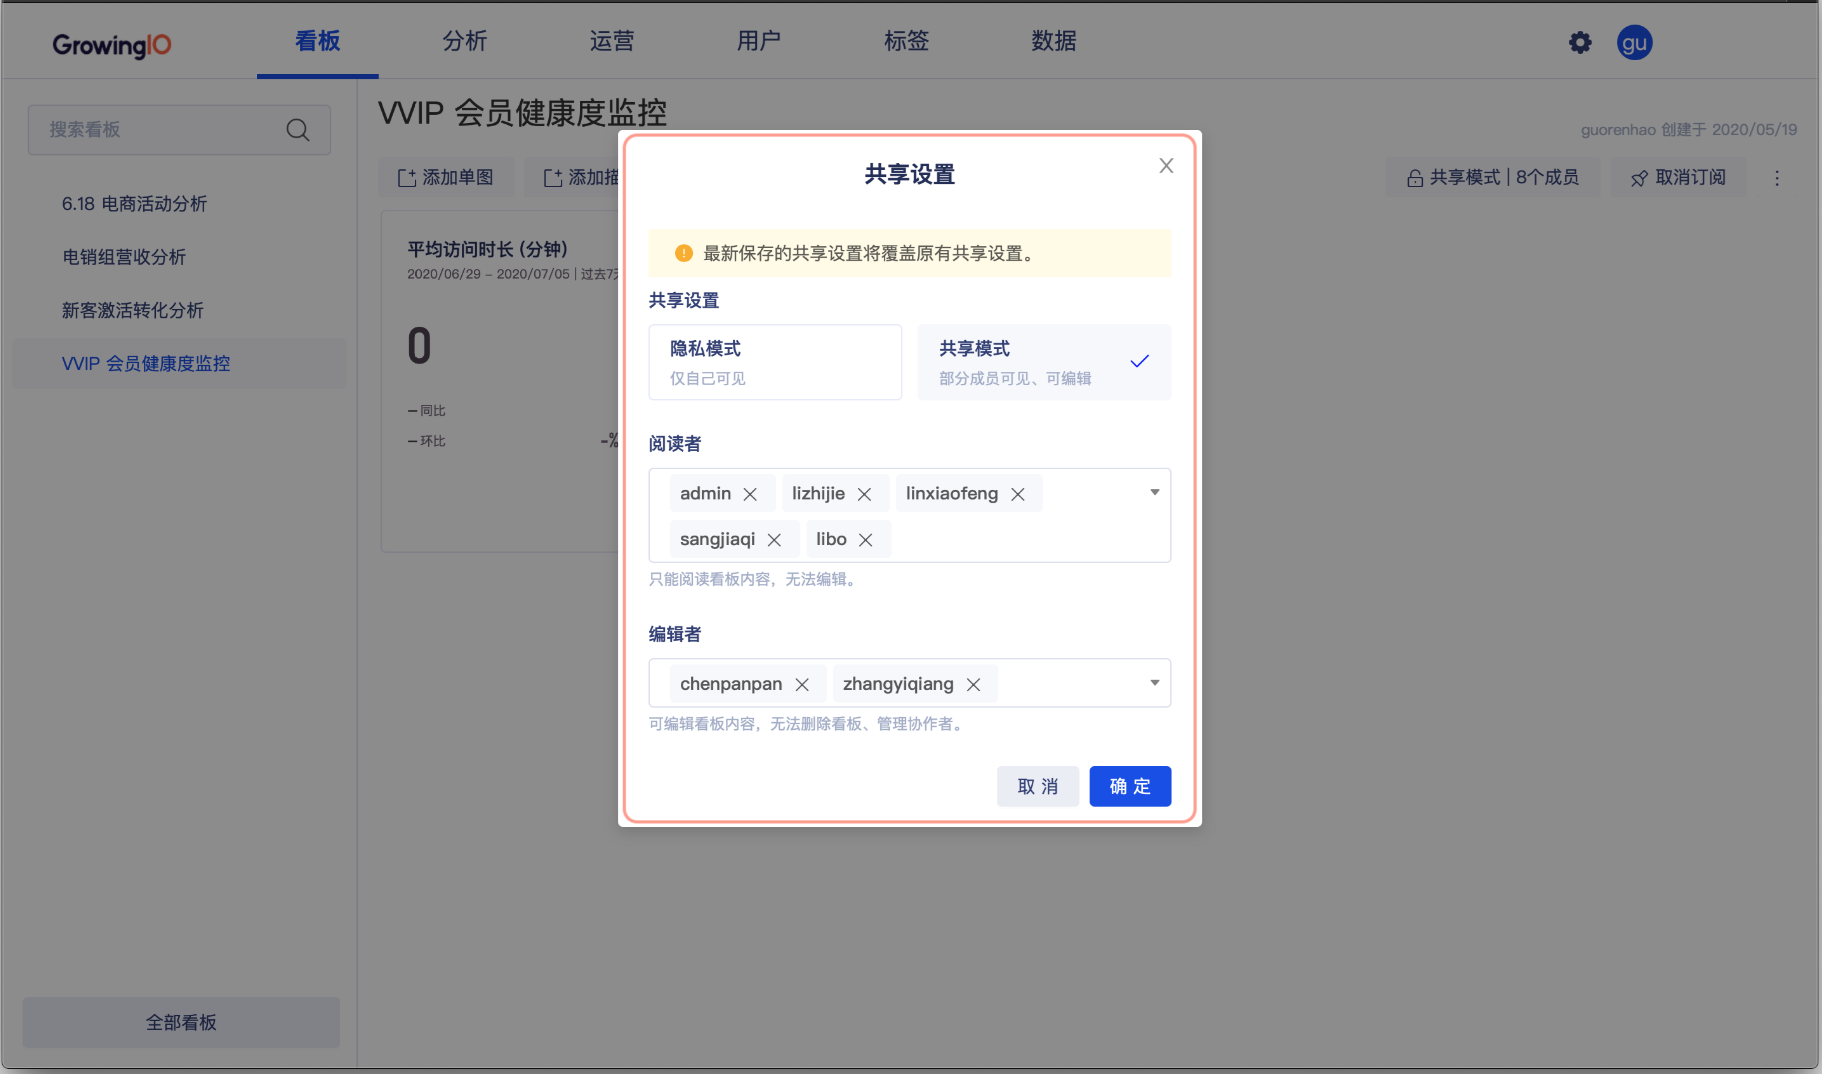 GrowingIO
看板
分析
运营
用户
标签
数据
gu
搜索看板
6.18 电商活动分析
电销组营收分析
新客激活转化分析
VVIP 会员健康度监控
全部看板
VVIP 会员健康度监控
guorenhao 创建于 2020/05/19
添加单图
添加描
共享模式 | 8个成员
取消订阅
平均访问时长 (分钟)
2020/06/29 - 2020/07/05 | 过去7
0
同比
环比
-%
共享设置
最新保存的共享设置将覆盖原有共享设置。
共享设置
隐私模式
仅自己可见
共享模式
部分成员可见、可编辑
阅读者
admin
lizhijie
linxiaofeng
sangjiaqi
libo
只能阅读看板内容，无法编辑。
编辑者
chenpanpan
zhangyiqiang
可编辑看板内容，无法删除看板、管理协作者。
取 消
确 定